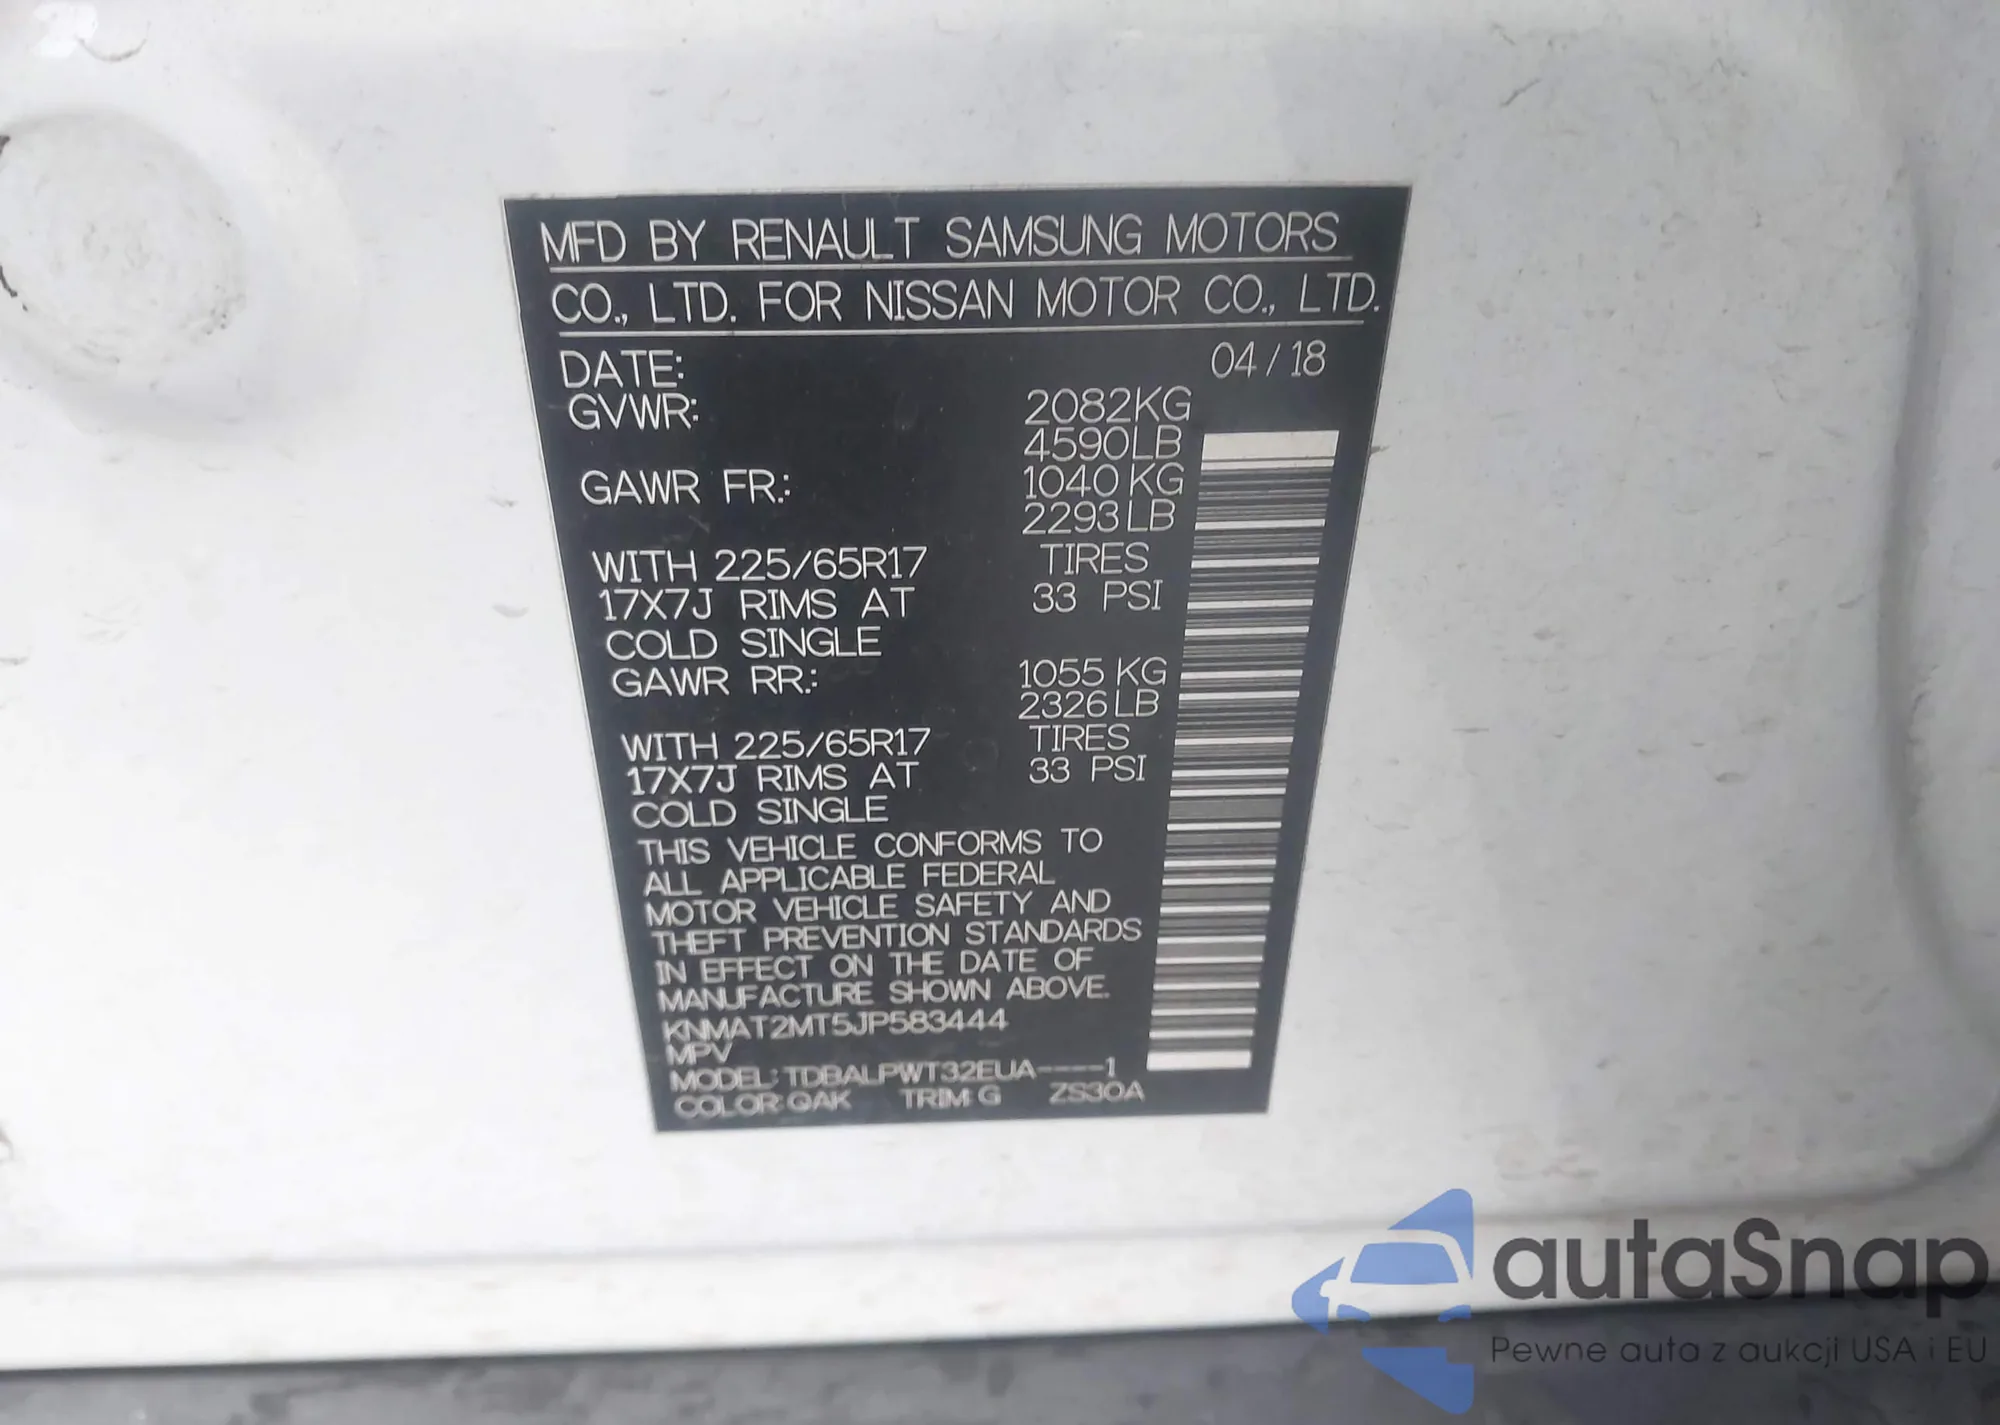 MFD BY RENAULT SAMSUNG MOTORS
CO., LTD. FOR NISSAN MOTOR CO., LTD.
DATE: 04 / 18
GVWR: 2082KG
4590LB
GAWR FR.: 1040 KG
2293 LB
WITH 225/65R17 TIRES
17X7J RIMS AT 33 PSI
COLD SINGLE
GAWR RR.: 1055 KG
2326 LB
WITH 225/65R17 TIRES
17X7J RIMS AT 33 PSI
COLD SINGLE
THIS VEHICLE CONFORMS TO
ALL APPLICABLE FEDERAL
MOTOR VEHICLE SAFETY AND
THEFT PREVENTION STANDARDS
IN EFFECT ON THE DATE OF
MANUFACTURE SHOWN ABOVE.
KNMAT2MT5JP583444
MPV
MODEL: TDBALPWT32EUA----1
COLOR: QAK TRIM: G ZS30A
autaSnap
Pewne auta z aukcji USA i EU